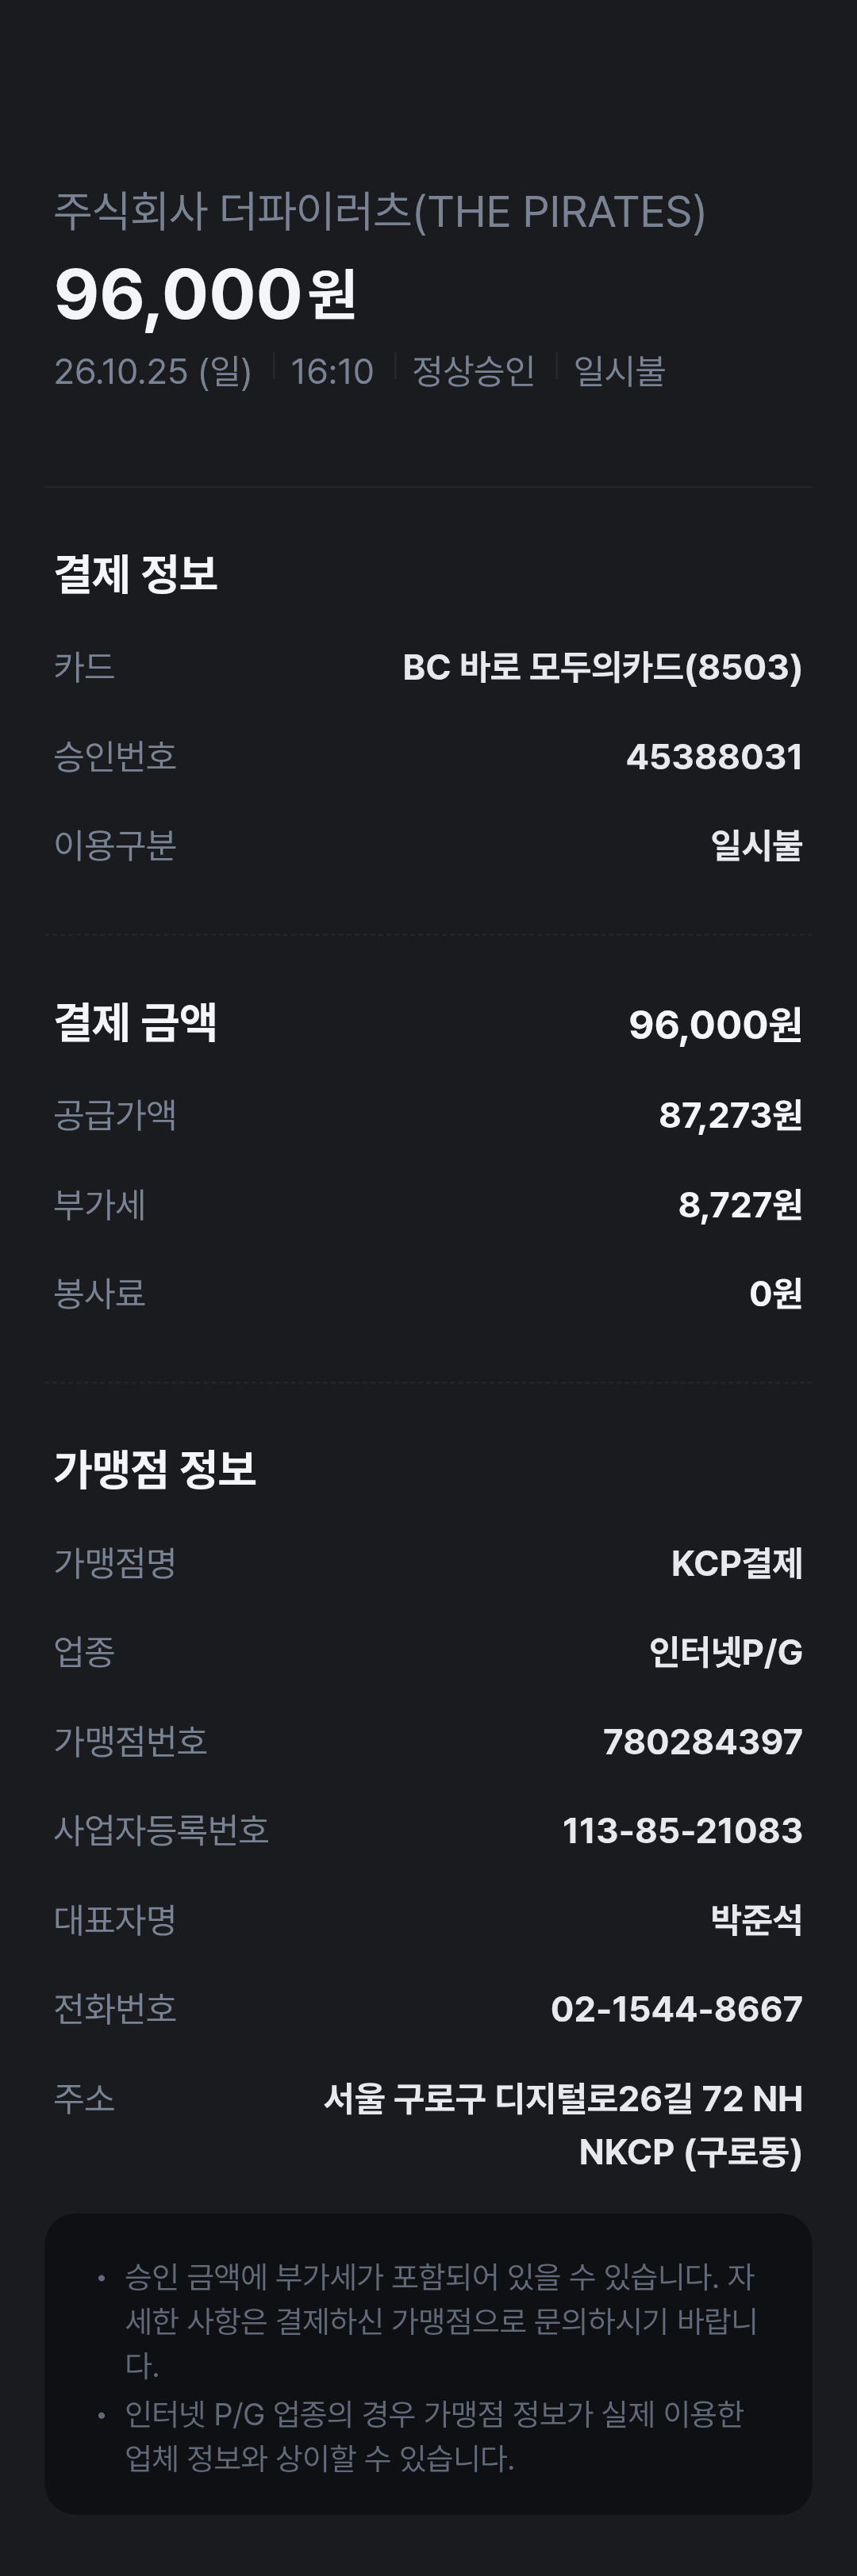 주식회사 더파이러츠(THE PIRATES)
96,000원
26.10.25 (일) 16:10 정상승인 일시불
결제 정보
카드 BC 바로 모두의카드(8503)
승인번호 45388031
이용구분 일시불
결제 금액 96,000원
공급가액 87,273원
부가세 8,727원
봉사료 0원
가맹점 정보
가맹점명 KCP결제
업종 인터넷P/G
가맹점번호 780284397
사업자등록번호 113-85-21083
대표자명 박준석
전화번호 02-1544-8667
주소 서울 구로구 디지털로26길 72 NH
NKCP (구로동)
• 승인 금액에 부가세가 포함되어 있을 수 있습니다. 자
세한 사항은 결제하신 가맹점으로 문의하시기 바랍니
다.
• 인터넷 P/G 업종의 경우 가맹점 정보가 실제 이용한
업체 정보와 상이할 수 있습니다.